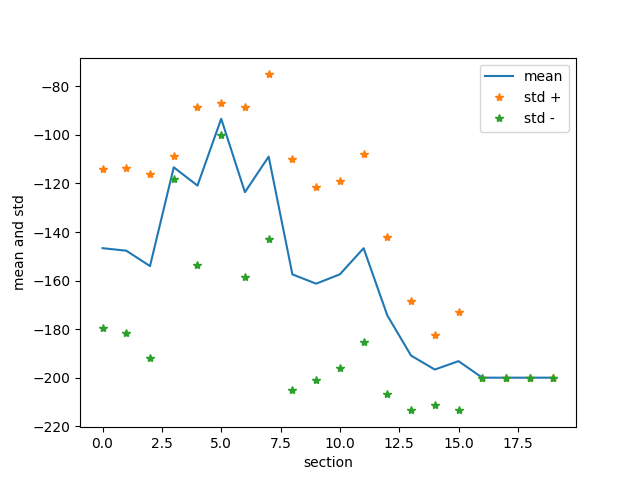 mean
std +
std -
−80
−100
−120
−140
−160
−180
−200
−220
mean and std
0.0 2.5 5.0 7.5 10.0 12.5 15.0 17.5
section